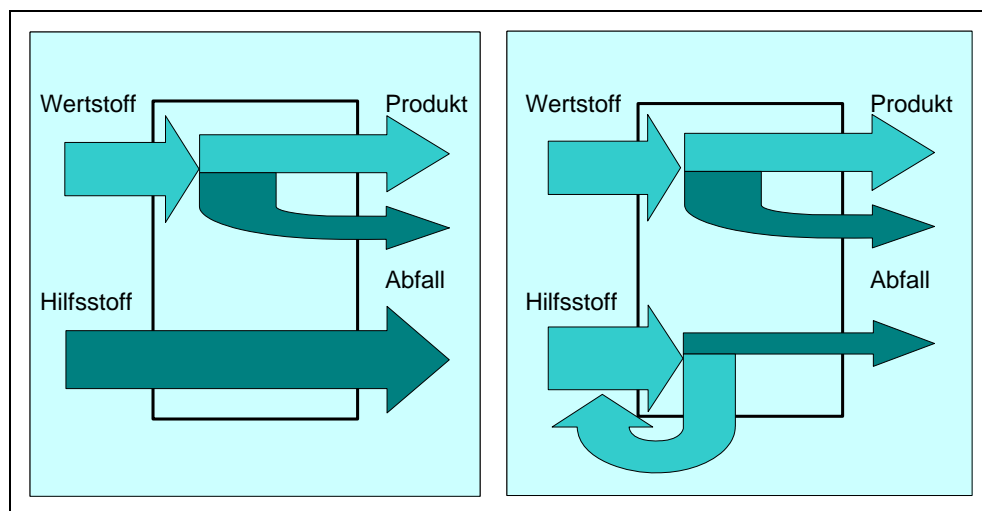 Wertstoff
Produkt
Hilfsstoff
Abfall
Wertstoff
Produkt
Hilfsstoff
Abfall